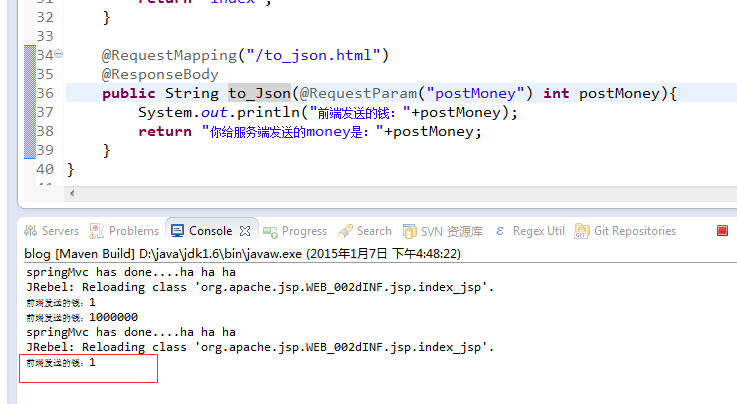 return "index";
32 }
33
34 @RequestMapping("/to_json.html")
35 @ResponseBody
36 public String to_Json(@RequestParam("postMoney") int postMoney){
37 System.out.println("前端发送的钱："+postMoney);
38 return "你给服务端发送的money是："+postMoney;
39 }
40 }
Servers Problems Console Progress Search SVN 资源库 Regex Util Git Repositories
blog [Maven Build] D:\java\jdk1.6\bin\javaw.exe (2015年1月7日 下午4:48:22)
springMvc has done....ha ha ha
JRebel: Reloading class 'org.apache.jsp.WEB_002dINF.jsp.index_jsp'.
前端发送的钱：1
前端发送的钱：1000000
springMvc has done....ha ha ha
JRebel: Reloading class 'org.apache.jsp.WEB_002dINF.jsp.index_jsp'.
前端发送的钱：1